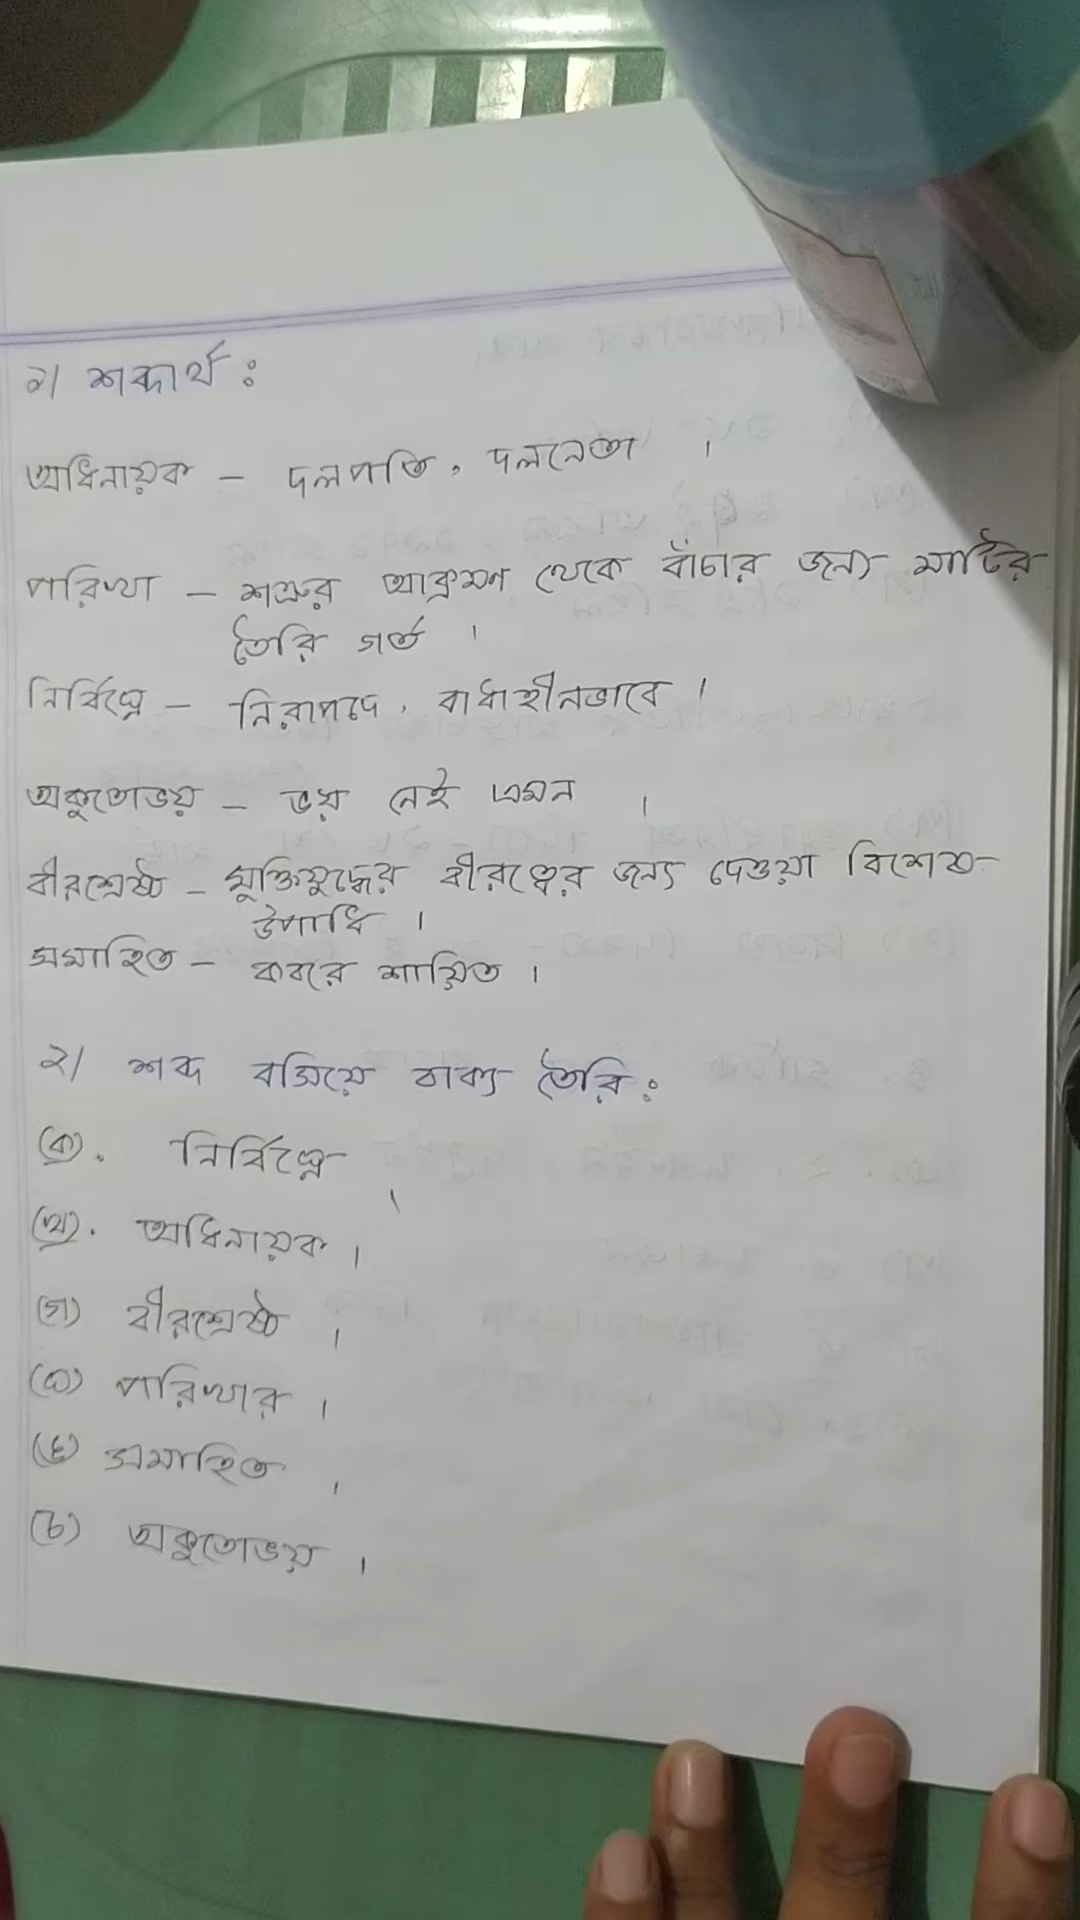 ১। শব্দার্থ :
অধিনায়ক – দলপতি, দলনেতা ।
পরিখা – শত্রুর আক্রমণ থেকে বাঁচার জন্য মাটির
তৈরি গর্ত ।
নির্বিঘ্নে – নিরাপদে, বাধাহীনভাবে ।
অকুতোভয় – ভয় নেই এমন ।
বীরশ্রেষ্ঠ – মুক্তিযুদ্ধের বীরত্বের জন্য দেওয়া বিশেষ
উপাধি ।
সমাহিত – কবরে শায়িত ।
২। শব্দ বসিয়ে বাক্য তৈরি :
(ক). নির্বিঘ্নে ।
(খ). অধিনায়ক ।
(গ) বীরশ্রেষ্ঠ ।
(ঘ) পরিখার ।
(ঙ) সমাহিত ।
(চ) অকুতোভয় ।